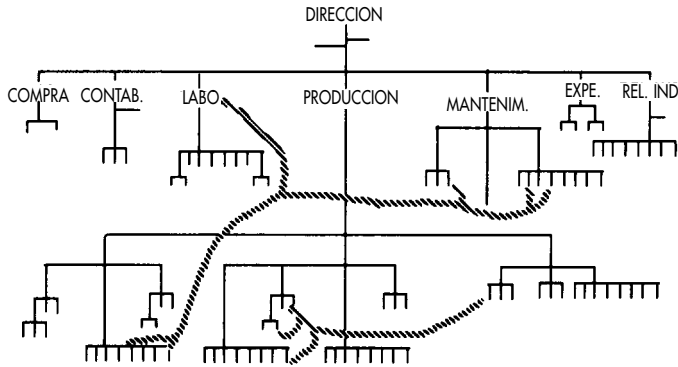 DIRECCION
COMPRA CONTAB. LABO PRODUCCION MANTENIM. EXPE. REL. IND